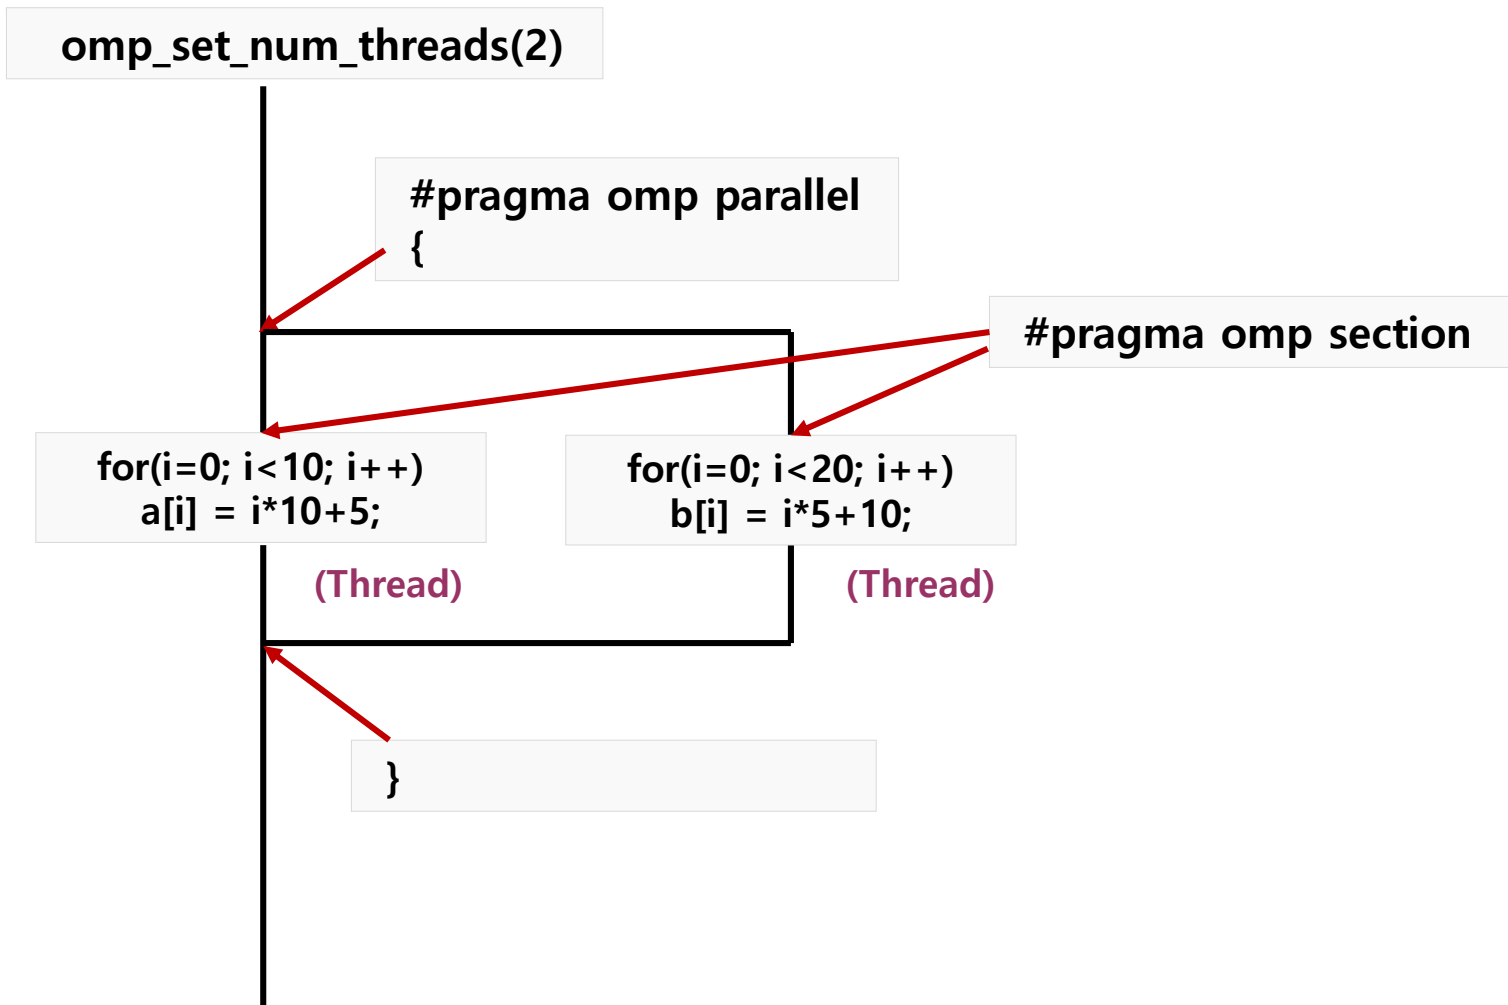 omp_set_num_threads(2)
#pragma omp parallel
{
#pragma omp section
for(i=0; i<10; i++)
a[i] = i*10+5;
for(i=0; i<20; i++)
b[i] = i*5+10;
(Thread)
(Thread)
}